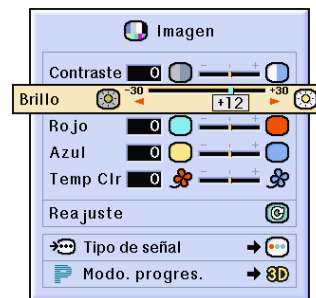 Imagen
Contraste 0 - +
Brillo -30 +12 +30
Rojo 0 - +
Azul 0 - +
Temp Clr 0 - +
Reajuste
Tipo de señal
P Modo. progres. 3D